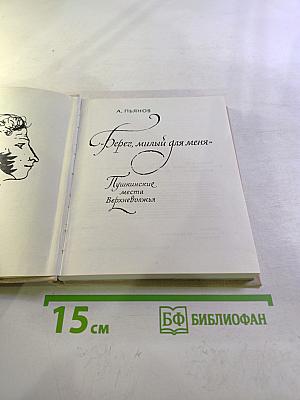 А. ПЬЯНОВ
«Берег, милый для меня»
Пушкинские
места
Верхневолжья
15 см
БФ БИБЛИОФАН